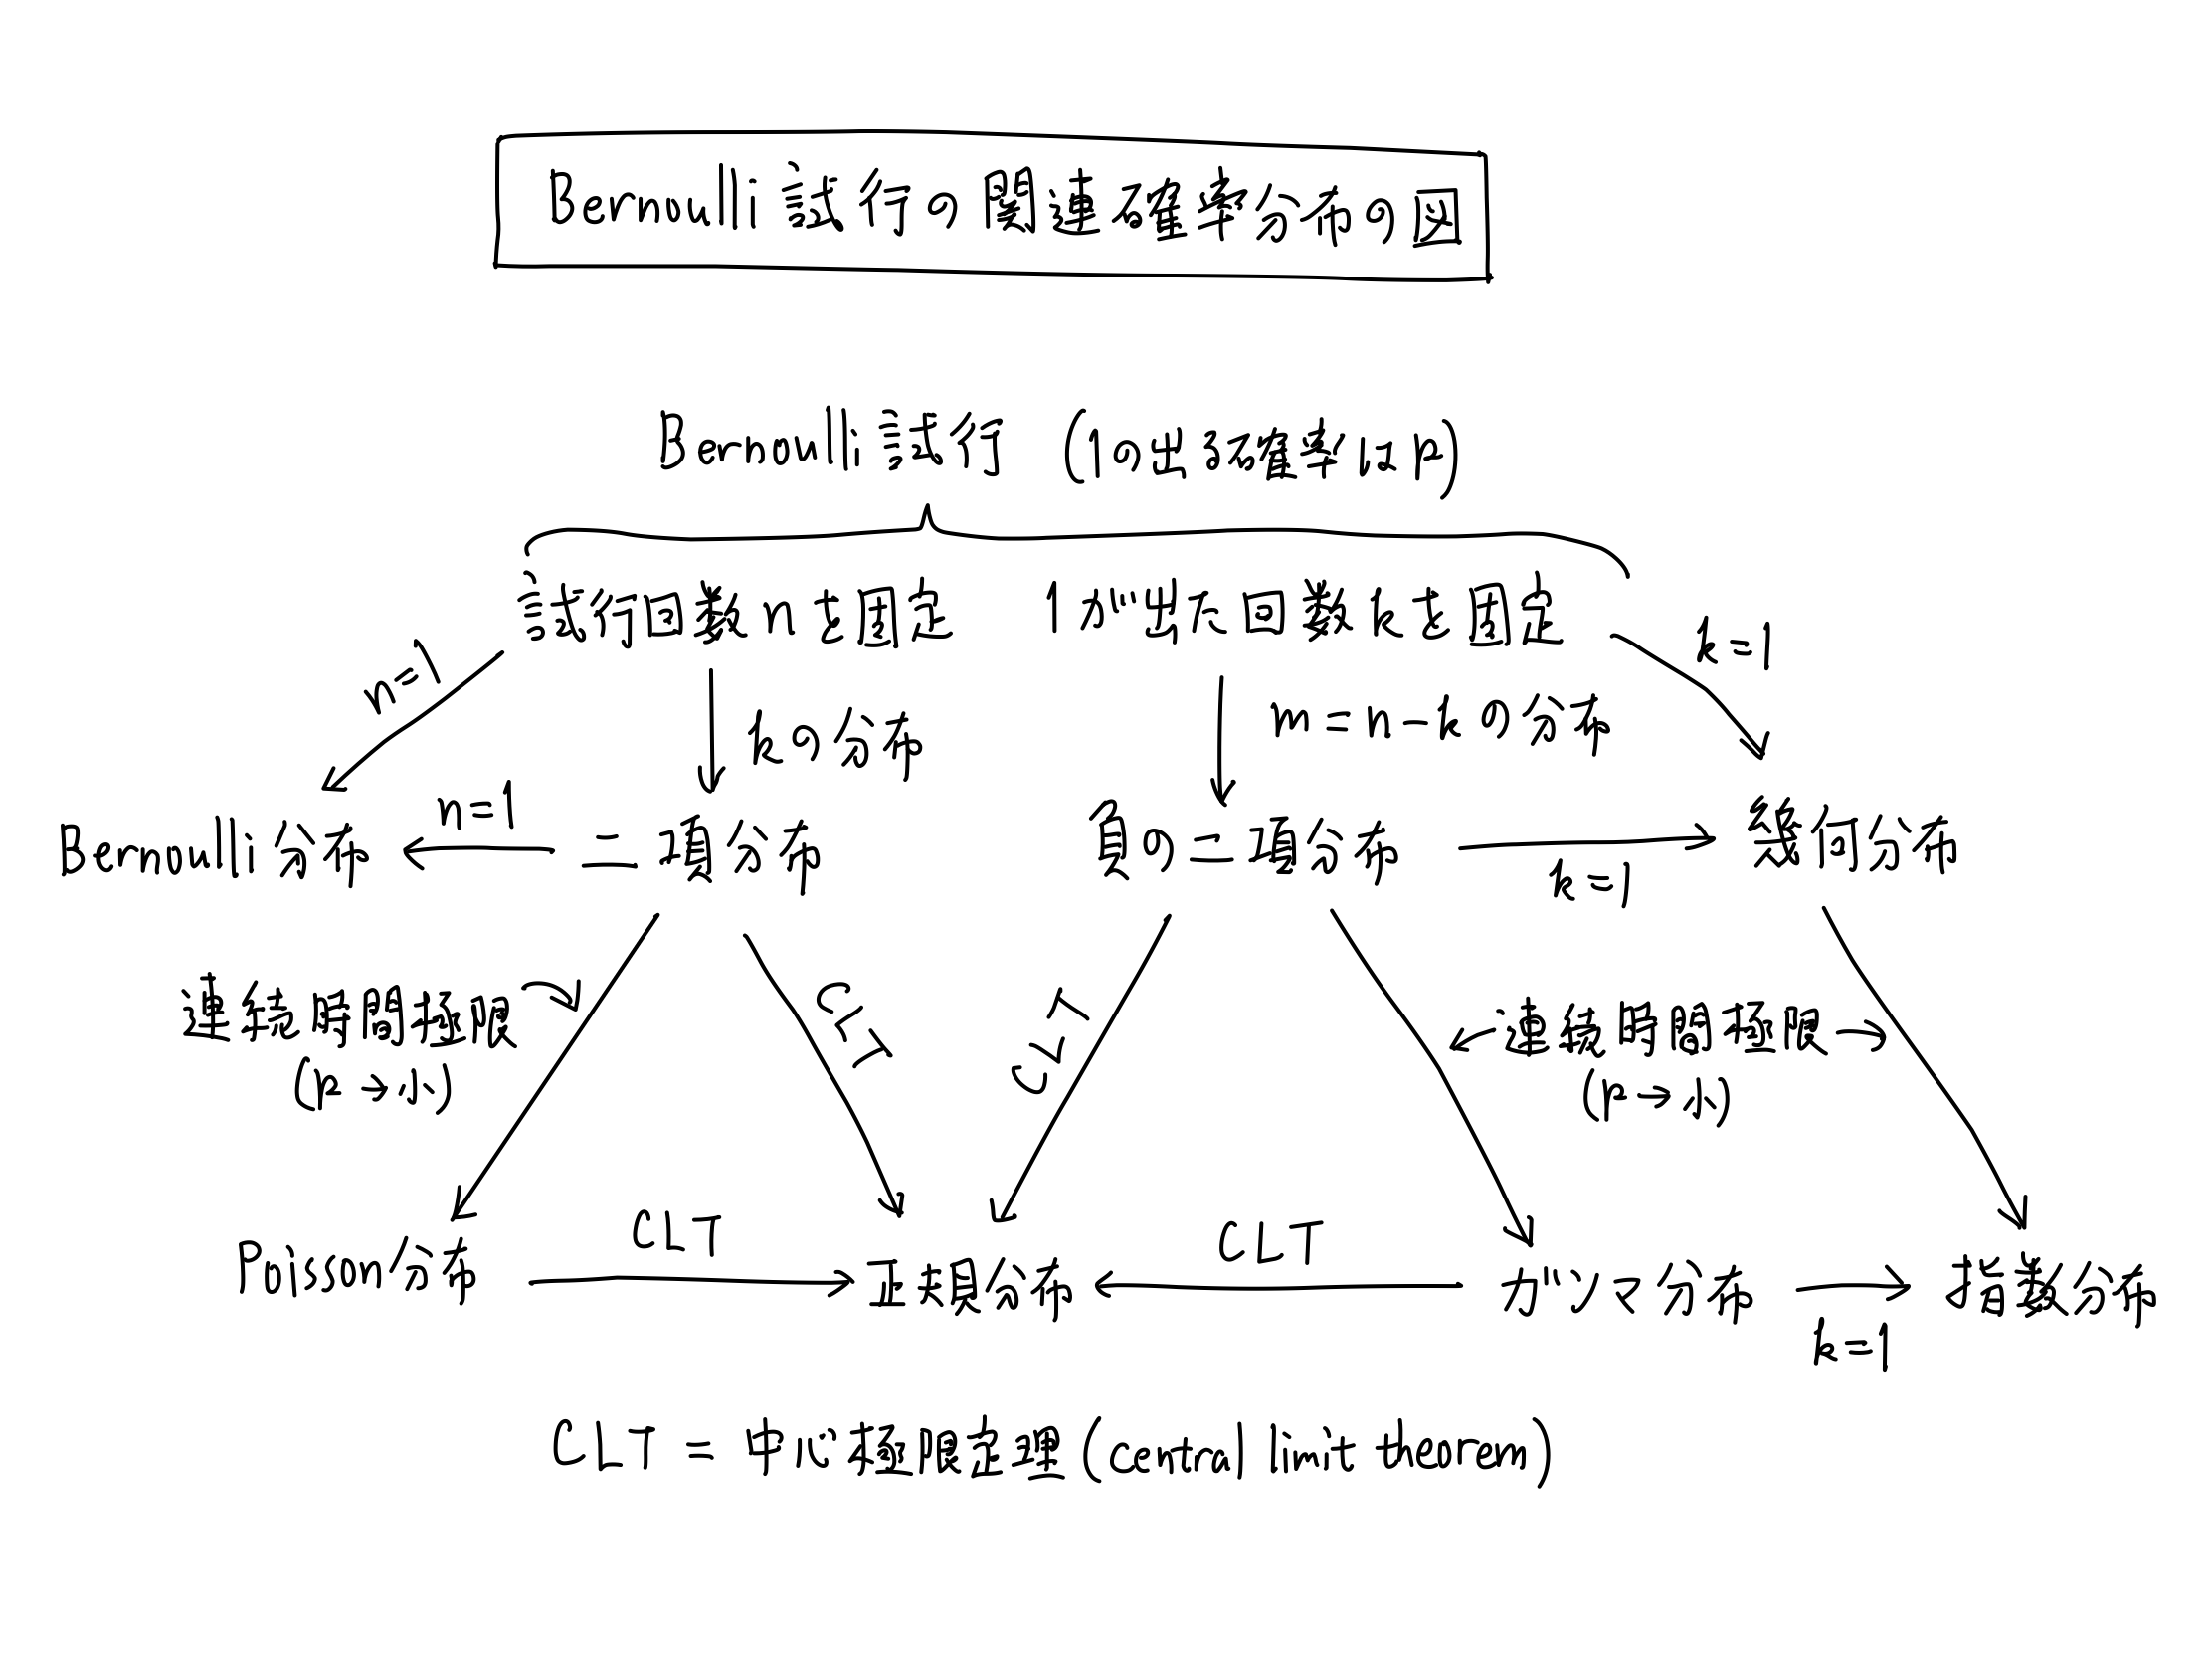 Bernoulli試行の関連確率分布の図
Bernoulli試行 (1の出る確率はp)
試行回数nを固定 1が出た回数kを固定
n=1
kの分布
m=n-kの分布
k=1
Bernoulli分布
n=1
二項分布
負の二項分布
k=1
幾何分布
連続時間極限
(p→小)
CLT
CLT
連続時間極限
(p→小)
Poisson分布
CLT
正規分布
CLT
ガンマ分布
k=1
指数分布
CLT = 中心極限定理(central limit theorem)